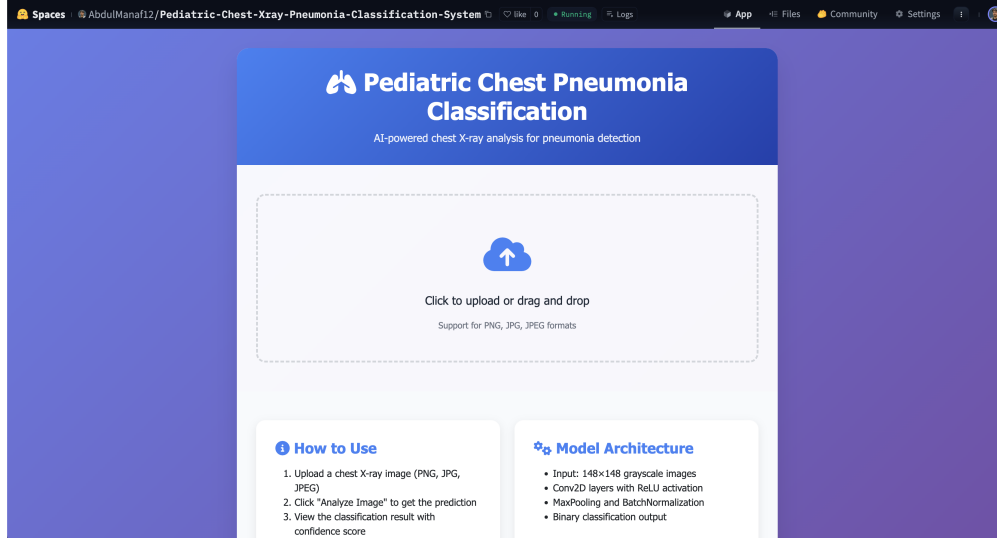 Spaces AbdulManaf12/Pediatric-Chest-Xray-Pneumonia-Classification-System like 0 Running Logs App Files Community Settings
Pediatric Chest Pneumonia
Classification
AI-powered chest X-ray analysis for pneumonia detection
Click to upload or drag and drop
Support for PNG, JPG, JPEG formats
How to Use
1. Upload a chest X-ray image (PNG, JPG,
JPEG)
2. Click "Analyze Image" to get the prediction
3. View the classification result with
confidence score
Model Architecture
• Input: 148×148 grayscale images
• Conv2D layers with ReLU activation
• MaxPooling and BatchNormalization
• Binary classification output